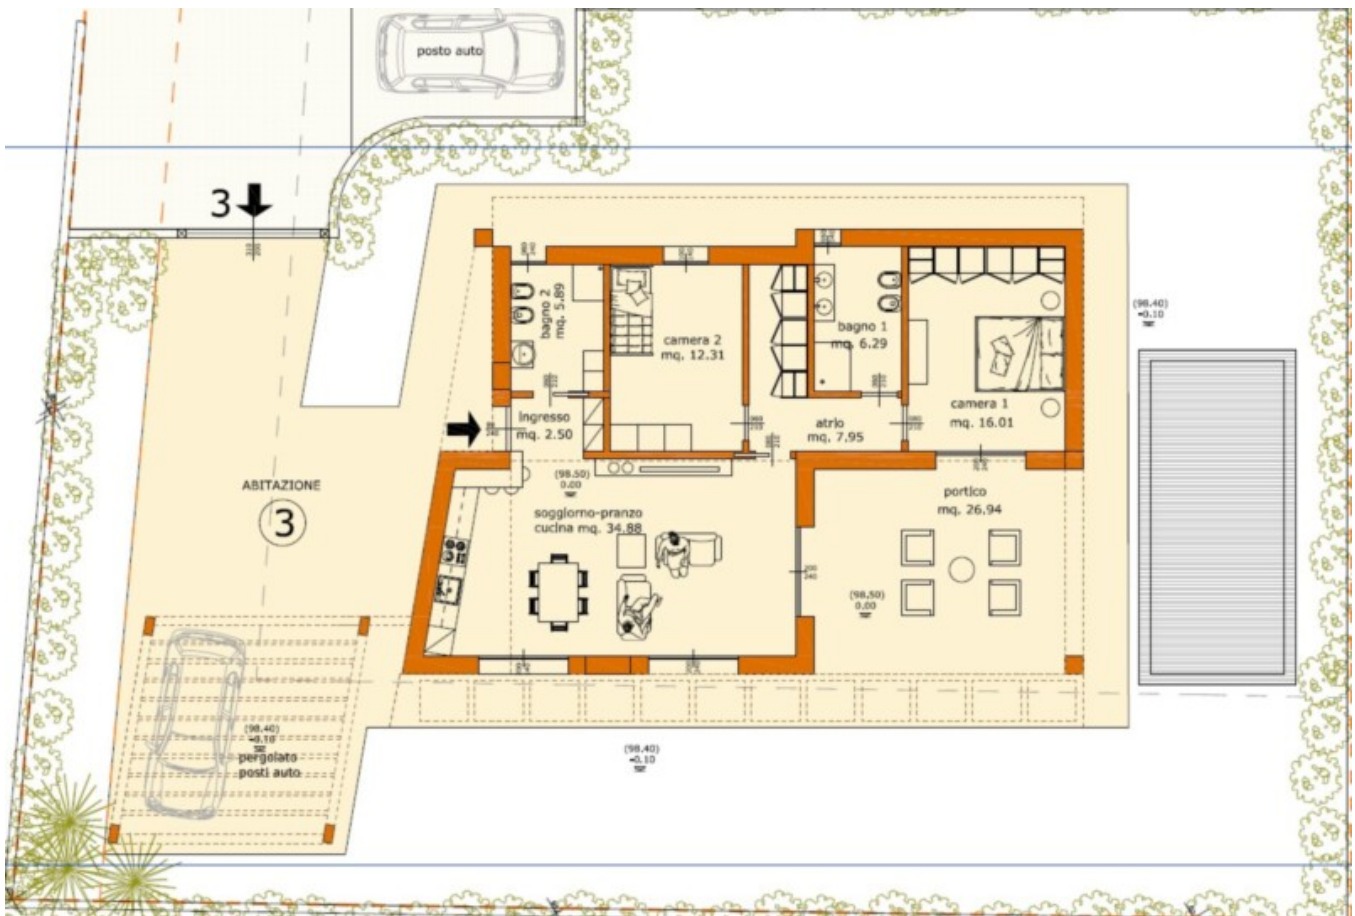 posto auto
3
(98.40)
-0.10
bagno 2
mq. 5.89
camera 2
mq. 12.31
bagno 1
mq. 6.29
camera 1
mq. 16.01
ingresso
mq. 2.50
atrio
mq. 7.95
ABITAZIONE
3
(98.50)
0.00
soggiorno-pranzo
cucina mq. 34.88
portico
mq. 26.94
200
240
(98.50)
0.00
(98.40)
-0.10
pergolato
posti auto
(98.40)
-0.10